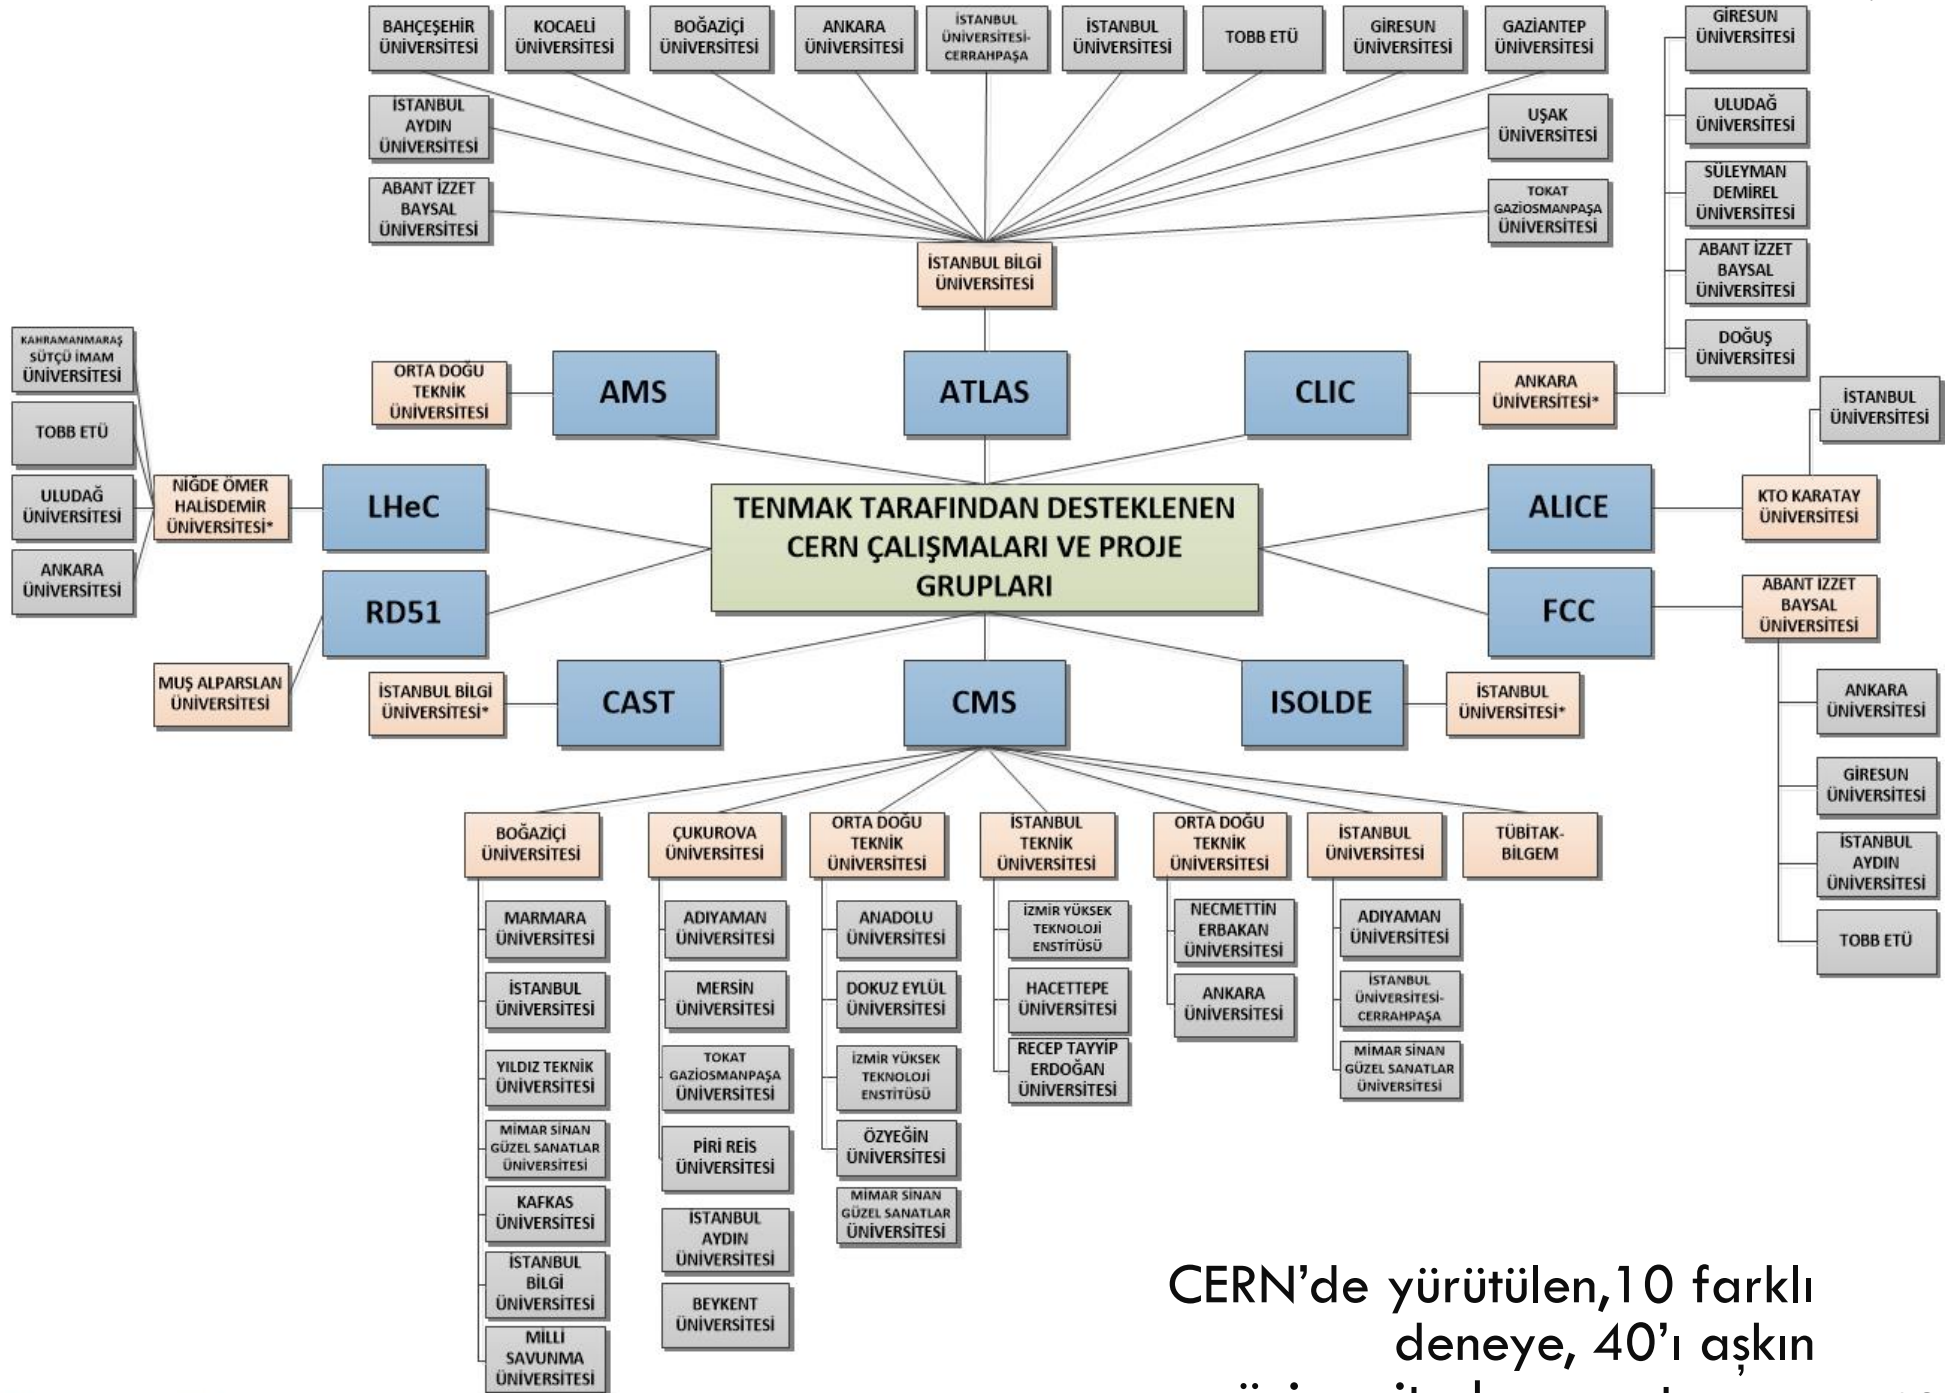 BAHÇEŞEHİR
ÜNİVERSİTESİ
KOCAELİ
ÜNİVERSİTESİ
BOĞAZİÇİ
ÜNİVERSİTESİ
ANKARA
ÜNİVERSİTESİ
İSTANBUL
ÜNİVERSİTESİ-
CERRAHPAŞA
İSTANBUL
ÜNİVERSİTESİ
TOBB ETÜ
GİRESUN
ÜNİVERSİTESİ
GAZİANTEP
ÜNİVERSİTESİ
GİRESUN
ÜNİVERSİTESİ
İSTANBUL
AYDIN
ÜNİVERSİTESİ
UŞAK
ÜNİVERSİTESİ
ULUDAĞ
ÜNİVERSİTESİ
ABANT İZZET
BAYSAL
ÜNİVERSİTESİ
TOKAT
GAZİOSMANPAŞA
ÜNİVERSİTESİ
SÜLEYMAN
DEMİREL
ÜNİVERSİTESİ
İSTANBUL BİLGİ
ÜNİVERSİTESİ
ABANT İZZET
BAYSAL
ÜNİVERSİTESİ
DOĞUŞ
ÜNİVERSİTESİ
KAHRAMANMARAŞ
SÜTÇÜ İMAM
ÜNİVERSİTESİ
ORTA DOĞU
TEKNİK
ÜNİVERSİTESİ
AMS
ATLAS
CLIC
ANKARA
ÜNİVERSİTESİ*
İSTANBUL
ÜNİVERSİTESİ
TOBB ETÜ
ULUDAĞ
ÜNİVERSİTESİ
ANKARA
ÜNİVERSİTESİ
NİĞDE ÖMER
HALİSDEMİR
ÜNİVERSİTESİ*
LHeC
TENMAK TARAFINDAN DESTEKLENEN
CERN ÇALIŞMALARI VE PROJE
GRUPLARI
ALICE
KTO KARATAY
ÜNİVERSİTESİ
RD51
FCC
ABANT İZZET
BAYSAL
ÜNİVERSİTESİ
MUŞ ALPARSLAN
ÜNİVERSİTESİ
İSTANBUL BİLGİ
ÜNİVERSİTESİ*
CAST
CMS
ISOLDE
İSTANBUL
ÜNİVERSİTESİ*
ANKARA
ÜNİVERSİTESİ
GİRESUN
ÜNİVERSİTESİ
İSTANBUL
AYDIN
ÜNİVERSİTESİ
TOBB ETÜ
BOĞAZİÇİ
ÜNİVERSİTESİ
ÇUKUROVA
ÜNİVERSİTESİ
ORTA DOĞU
TEKNİK
ÜNİVERSİTESİ
İSTANBUL
TEKNİK
ÜNİVERSİTESİ
ORTA DOĞU
TEKNİK
ÜNİVERSİTESİ
İSTANBUL
ÜNİVERSİTESİ
TÜBİTAK-
BİLGEM
MARMARA
ÜNİVERSİTESİ
İSTANBUL
ÜNİVERSİTESİ
YILDIZ TEKNİK
ÜNİVERSİTESİ
MİMAR SİNAN
GÜZEL SANATLAR
ÜNİVERSİTESİ
KAFKAS
ÜNİVERSİTESİ
İSTANBUL
BİLGİ
ÜNİVERSİTESİ
MİLLİ
SAVUNMA
ÜNİVERSİTESİ
ADIYAMAN
ÜNİVERSİTESİ
MERSİN
ÜNİVERSİTESİ
TOKAT
GAZİOSMANPAŞA
ÜNİVERSİTESİ
PİRİ REİS
ÜNİVERSİTESİ
İSTANBUL
AYDIN
ÜNİVERSİTESİ
BEYKENT
ÜNİVERSİTESİ
ANADOLU
ÜNİVERSİTESİ
DOKUZ EYLÜL
ÜNİVERSİTESİ
İZMİR YÜKSEK
TEKNOLOJİ
ENSTİTÜSÜ
ÖZYEĞİN
ÜNİVERSİTESİ
MİMAR SİNAN
GÜZEL SANATLAR
ÜNİVERSİTESİ
İZMİR YÜKSEK
TEKNOLOJİ
ENSTİTÜSÜ
HACETTEPE
ÜNİVERSİTESİ
RECEP TAYYİP
ERDOĞAN
ÜNİVERSİTESİ
NECMETTİN
ERBAKAN
ÜNİVERSİTESİ
ANKARA
ÜNİVERSİTESİ
ADIYAMAN
ÜNİVERSİTESİ
İSTANBUL
ÜNİVERSİTESİ-
CERRAHPAŞA
MİMAR SİNAN
GÜZEL SANATLAR
ÜNİVERSİTESİ
CERN'de yürütülen,10 farklı
deneye, 40'ı aşkın